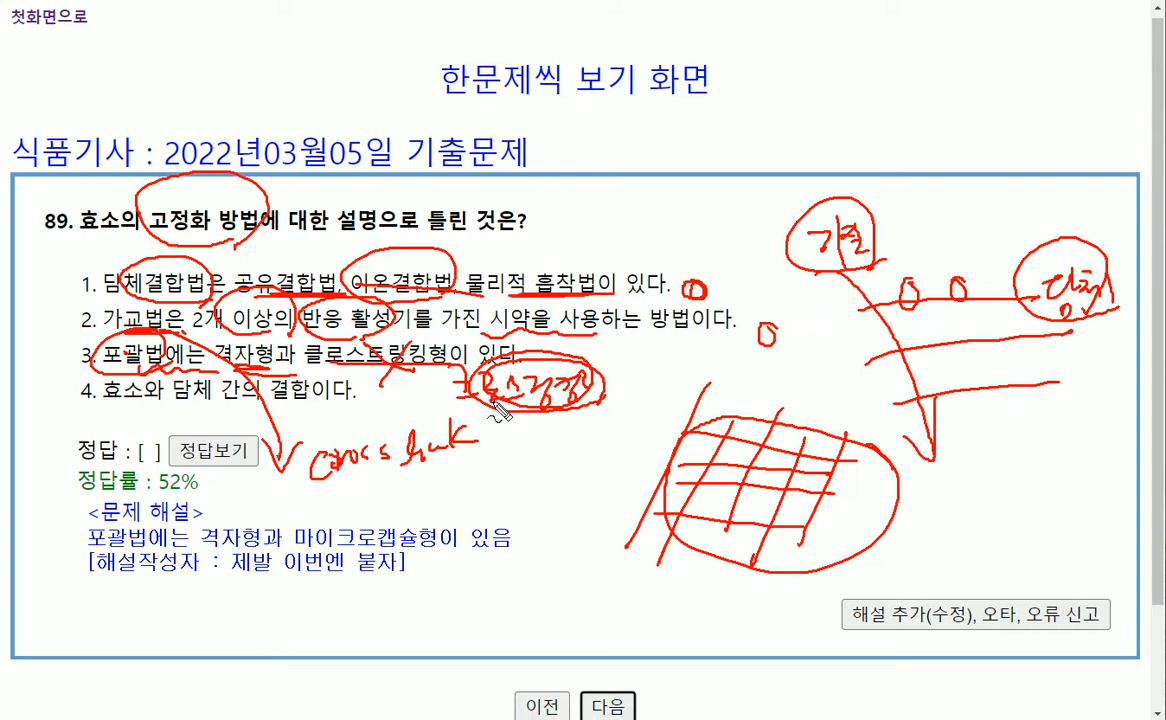 첫화면으로
한문제씩 보기 화면
식품기사 : 2022년03월05일 기출문제
89. 효소의 고정화 방법에 대한 설명으로 틀린 것은?
1. 담체결합법은 공유결합법, 이온결합법, 물리적 흡착법이 있다.
2. 가교법은 2개 이상의 반응 활성기를 가진 시약을 사용하는 방법이다.
3. 포괄법에는 격자형과 클로스트링킹형이 있다.
4. 효소와 담체 간의 결합이다.
기질
담체
cross link
정답 : [ ] 정답보기
정답률 : 52%
<문제 해설>
포괄법에는 격자형과 마이크로캡슐형이 있음
[해설작성자 : 제발 이번엔 붙자]
해설 추가(수정), 오타, 오류 신고
이전 다음